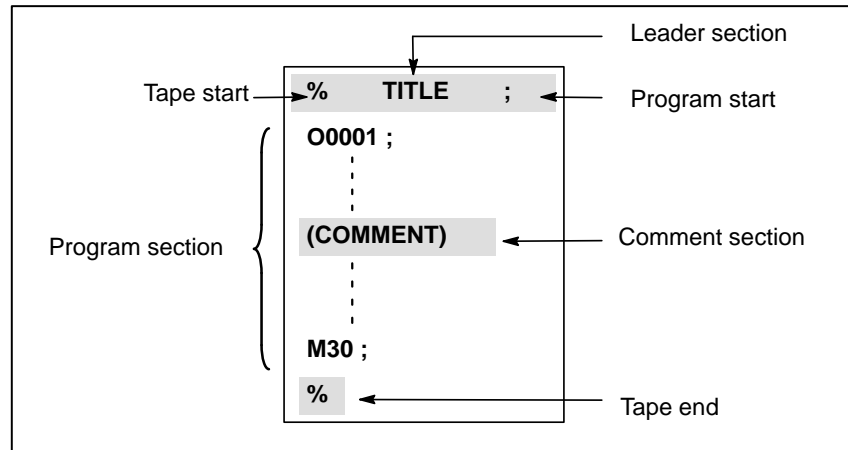 Leader section
Tape start % TITLE ; Program start
O0001 ;
Program section (COMMENT) Comment section
M30 ;
% Tape end